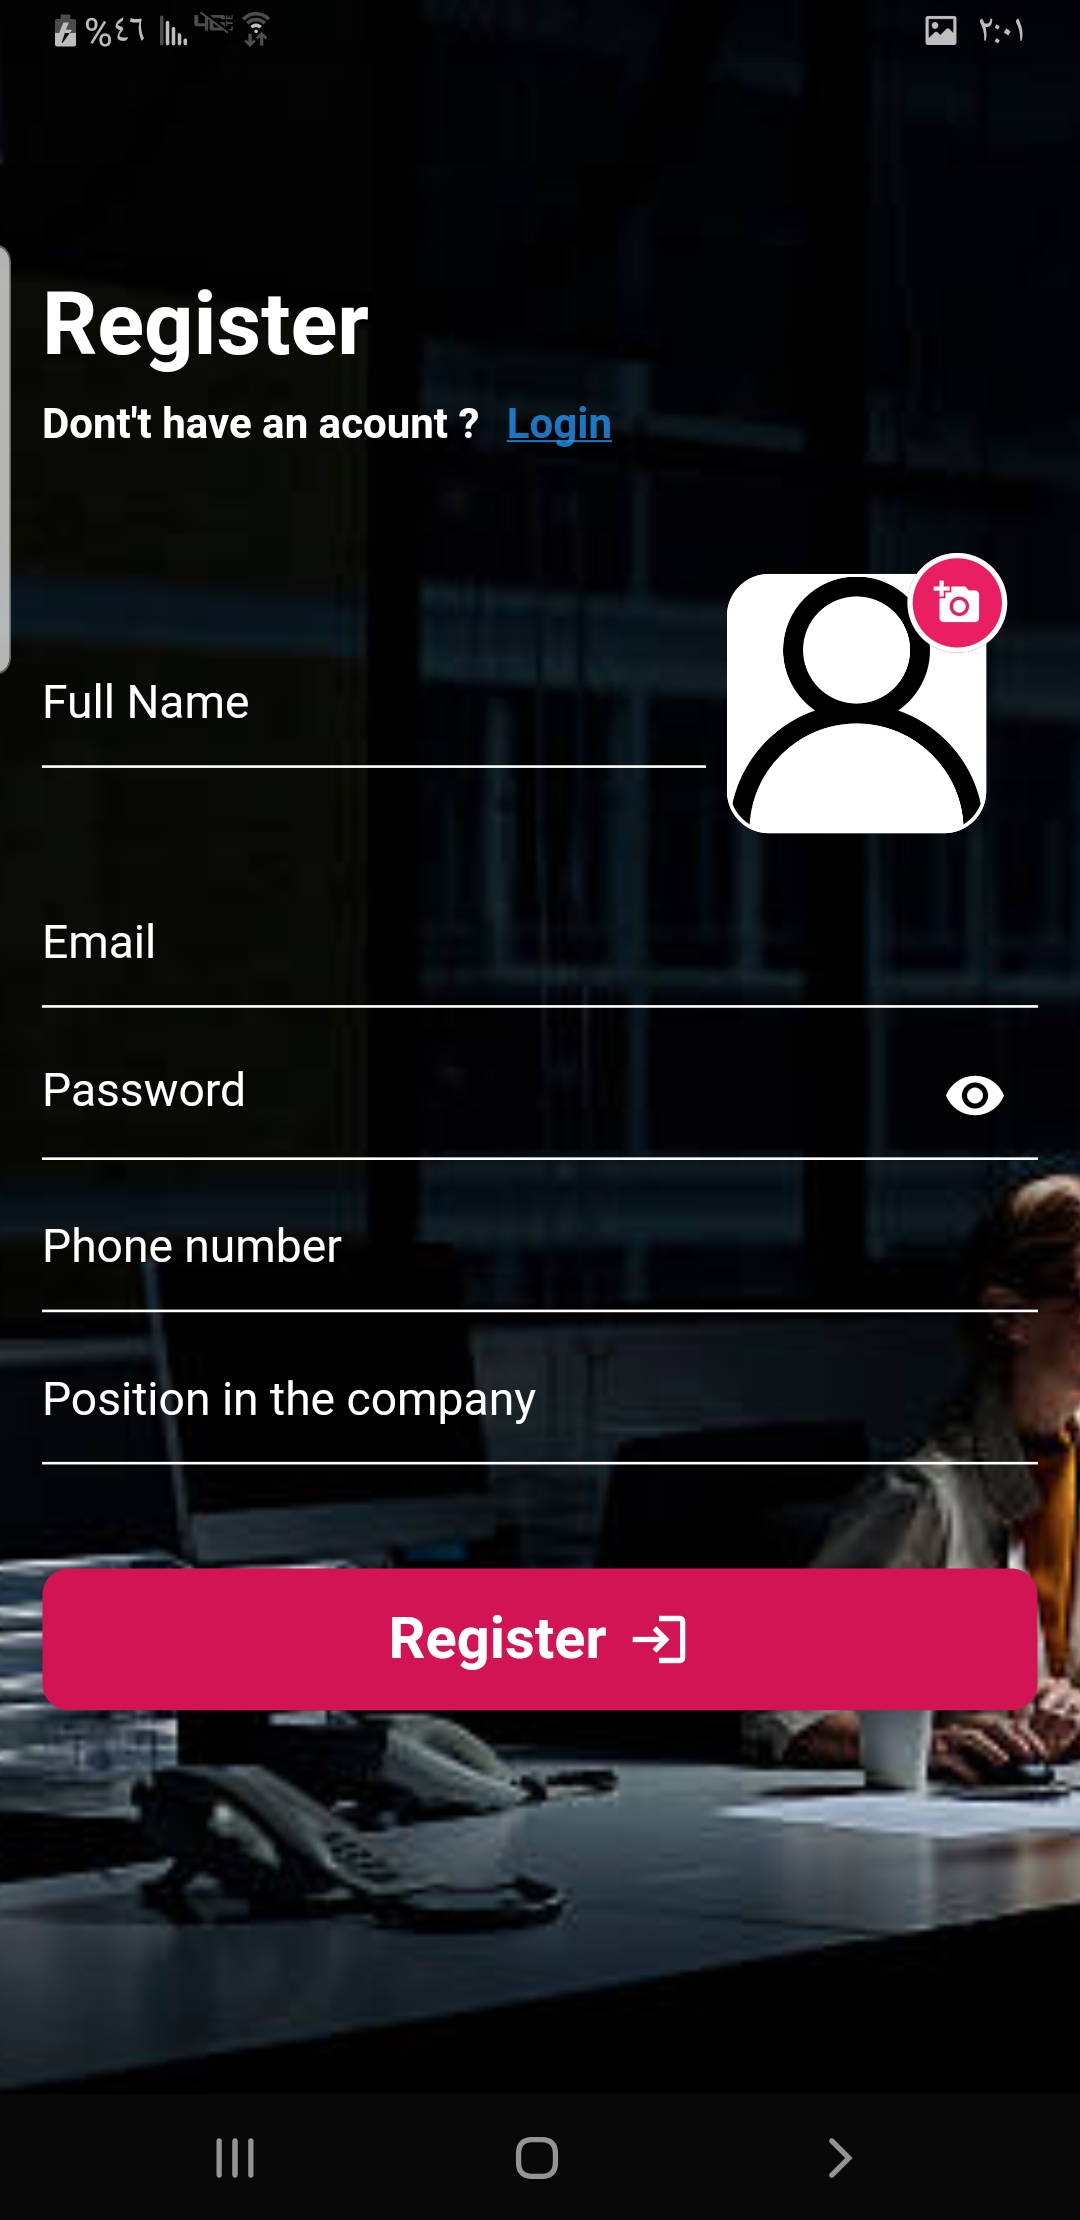 %٤٦ ٢:٠١
Register
Dont't have an acount ? Login
Full Name
Email
Password
Phone number
Position in the company
Register